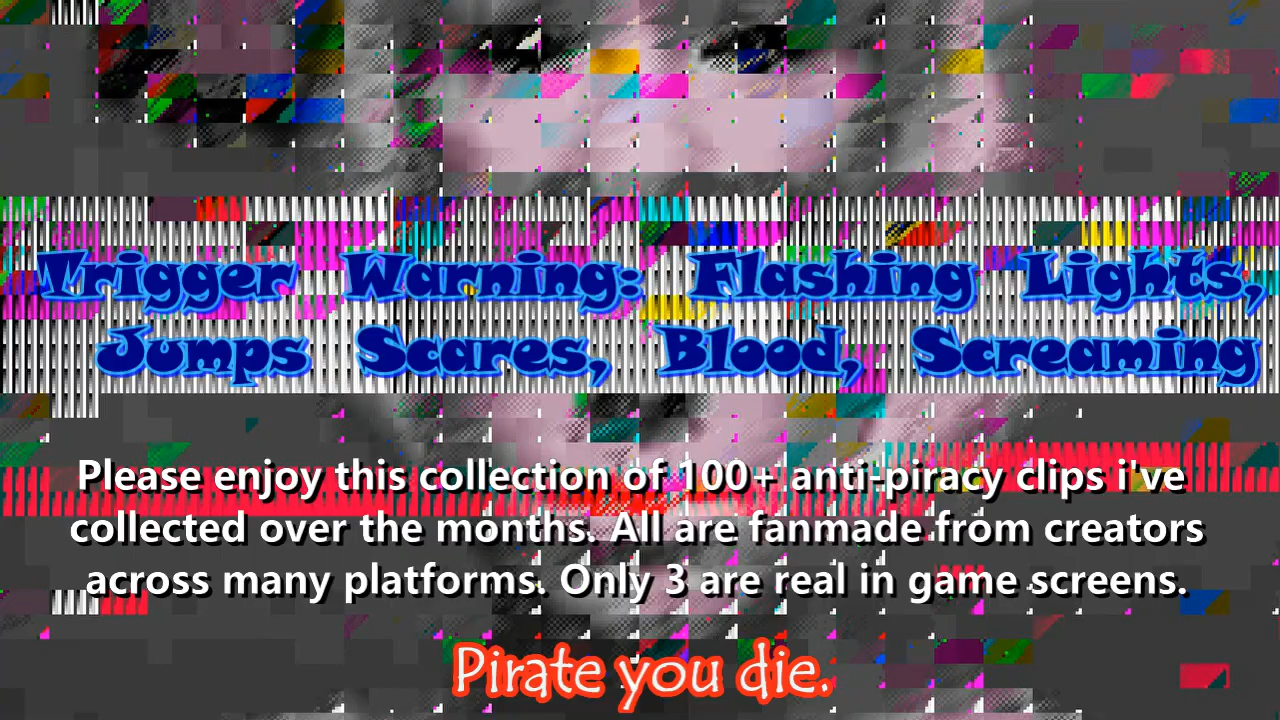 Trigger Warning: Flashing Lights,
Jumps Scares, Blood, Screaming
Please enjoy this collection of 100+ anti-piracy clips i've
collected over the months. All are fanmade from creators
across many platforms. Only 3 are real in game screens.
Pirate you die.